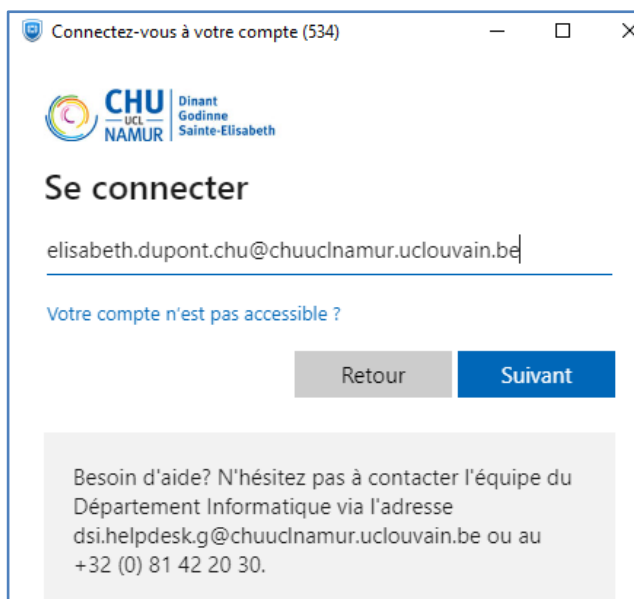 Connectez-vous à votre compte (534)
CHU
UCL
NAMUR
Dinant
Godinne
Sainte-Elisabeth
Se connecter
elisabeth.dupont.chu@chuuclnamur.uclouvain.be
Votre compte n'est pas accessible ?
Retour
Suivant
Besoin d'aide? N'hésitez pas à contacter l'équipe du
Département Informatique via l'adresse
dsi.helpdesk.g@chuuclnamur.uclouvain.be ou au
+32 (0) 81 42 20 30.